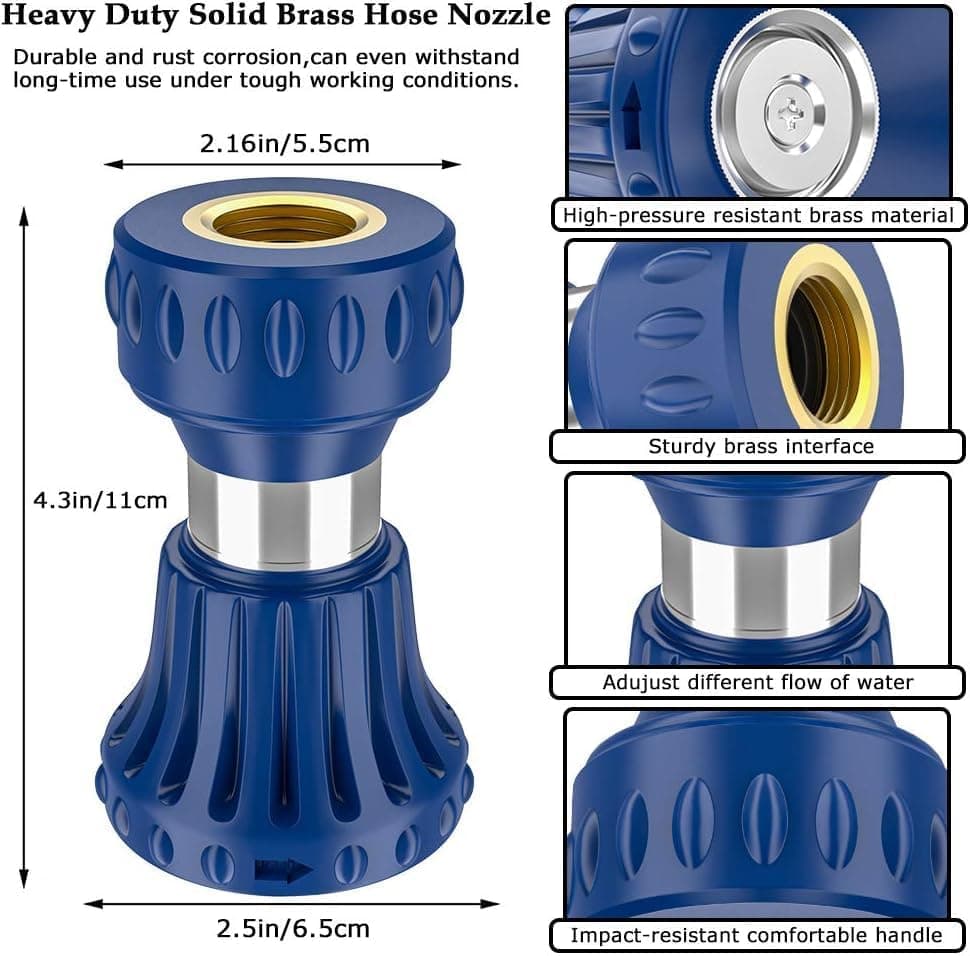 Heavy Duty Solid Brass Hose Nozzle
Durable and rust corrosion,can even withstand
long-time use under tough working conditions.
2.16in/5.5cm
4.3in/11cm
2.5in/6.5cm
High-pressure resistant brass material
Sturdy brass interface
Adujust different flow of water
Impact-resistant comfortable handle